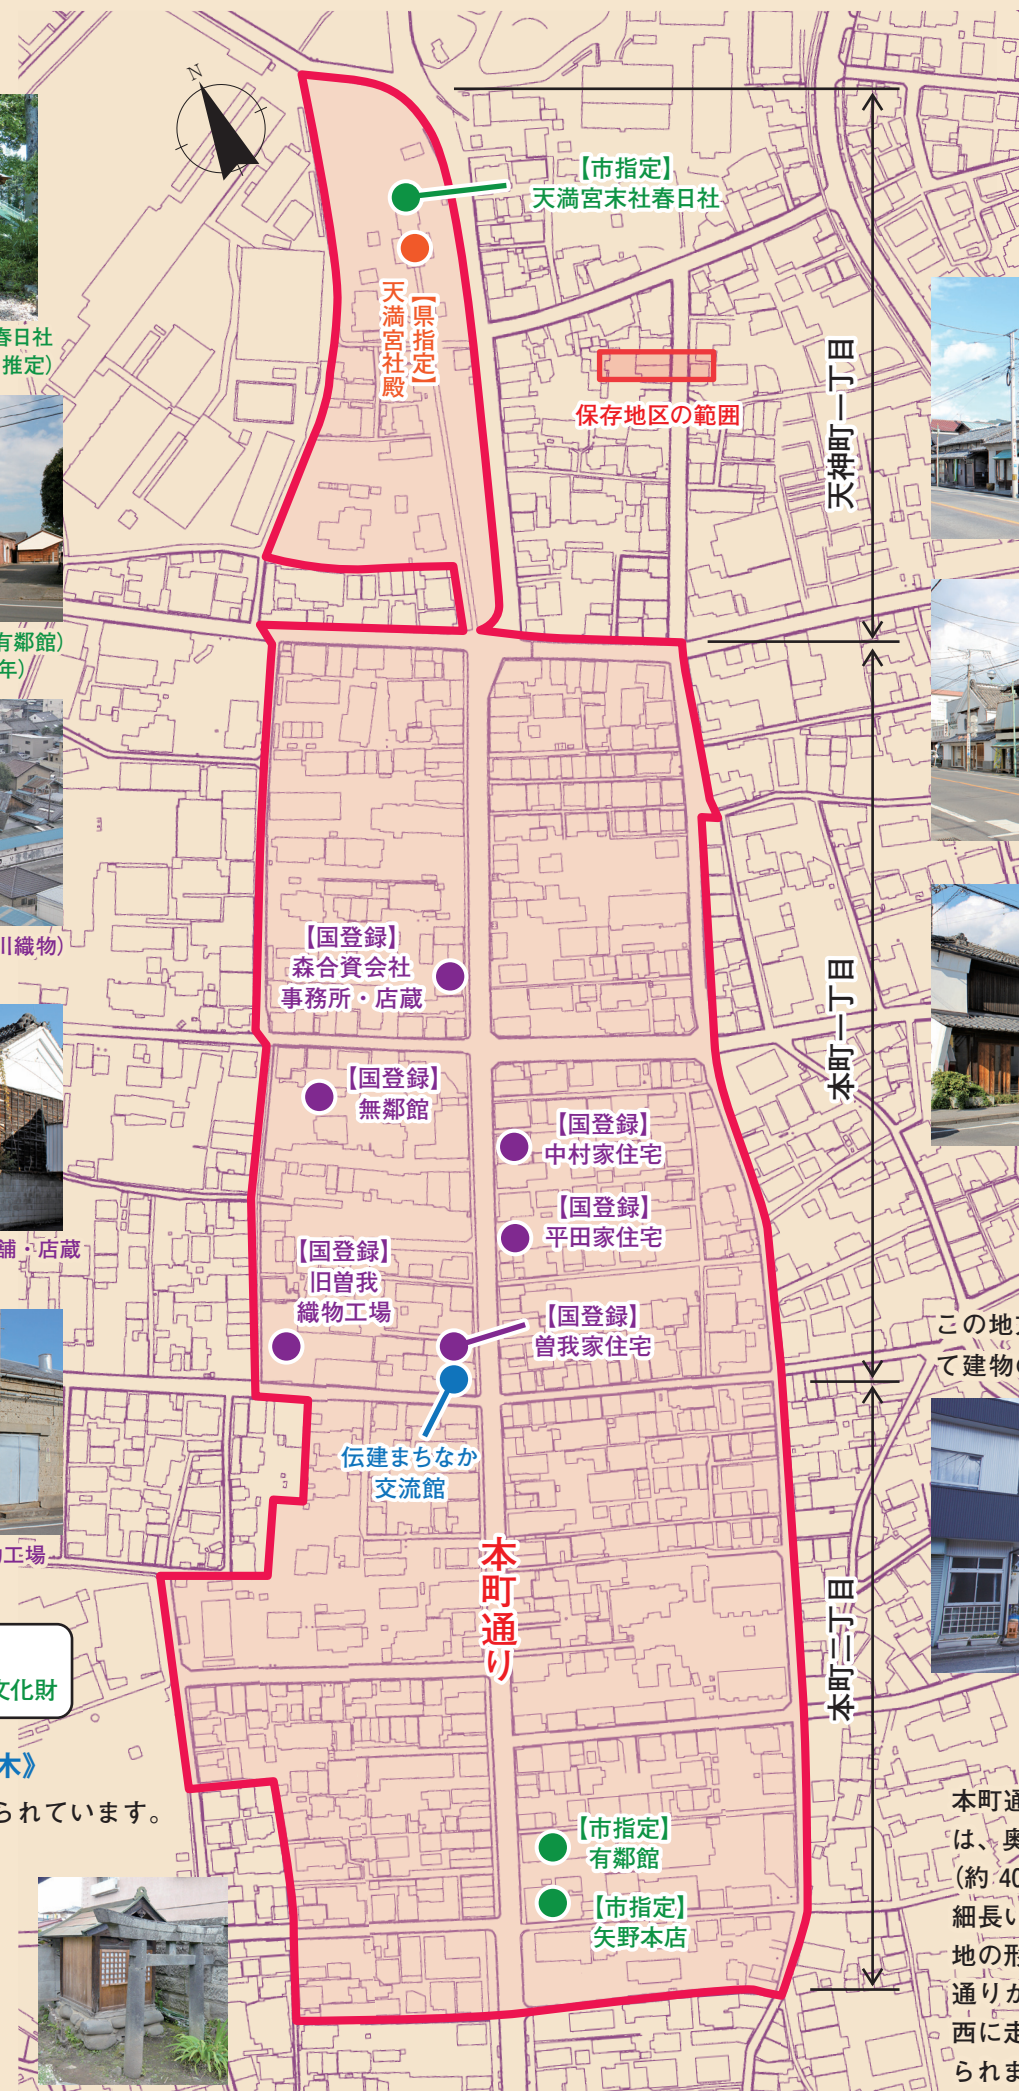 N
【市指定】
天満宮末社春日社
【県指定】
天満宮社殿
保存地区の範囲
天神町一丁目
春日社
推定）
有鄰館）
年）
川織物）
【国登録】
森合資会社
事務所・店蔵
本町一丁目
【国登録】
無鄰館
【国登録】
中村家住宅
【国登録】
平田家住宅
舗・店蔵
【国登録】
旧曽我
織物工場
【国登録】
曽我家住宅
この地
て建物
伝建まちなか
交流館
工場
本町通り
本町二丁目
文化財
木》
られています。
【市指定】
有鄰館
【市指定】
矢野本店
本町通
は、奥
（約 40
細長い
地の形
通りか
西に走
られま